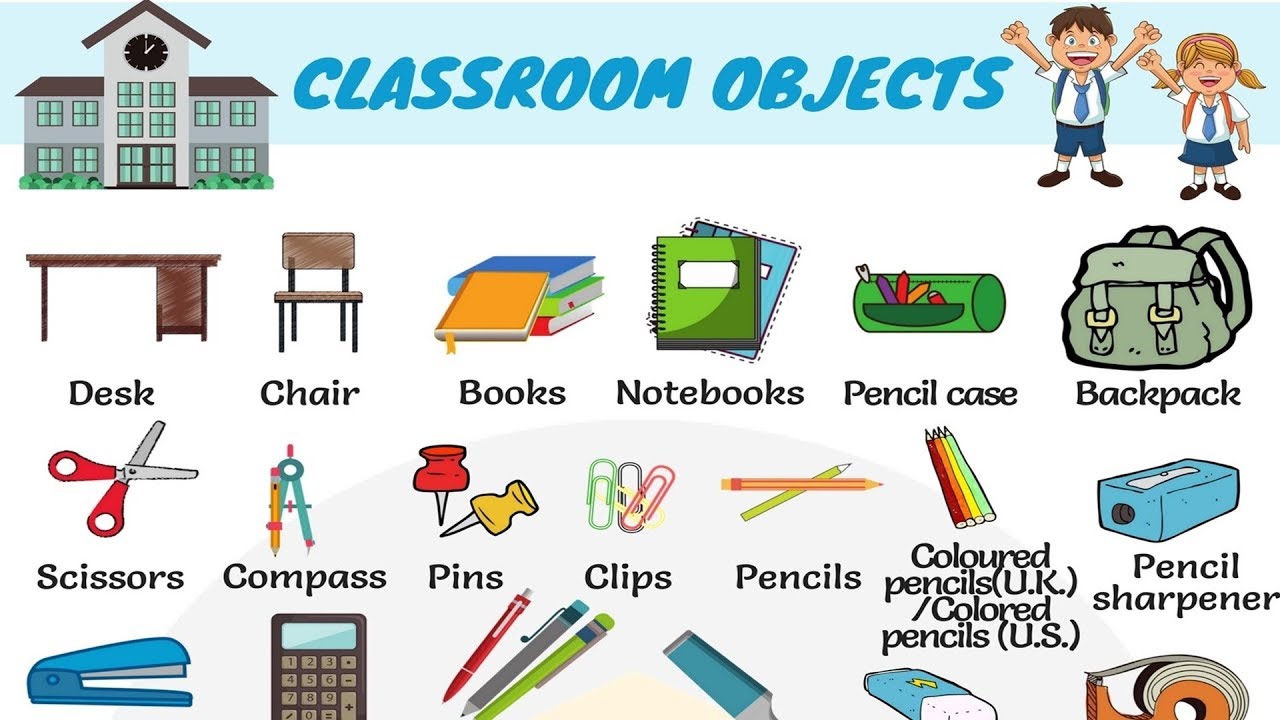 CLASSROOM OBJECTS
Desk
Chair
Books
Notebooks
Pencil case
Backpack
Scissors
Compass
Pins
Clips
Pencils
Coloured
pencils(U.K.)
/Colored
pencils (U.S.)
Pencil
sharpener
1 2 3 •
4 5 6 -
7 8 9 +